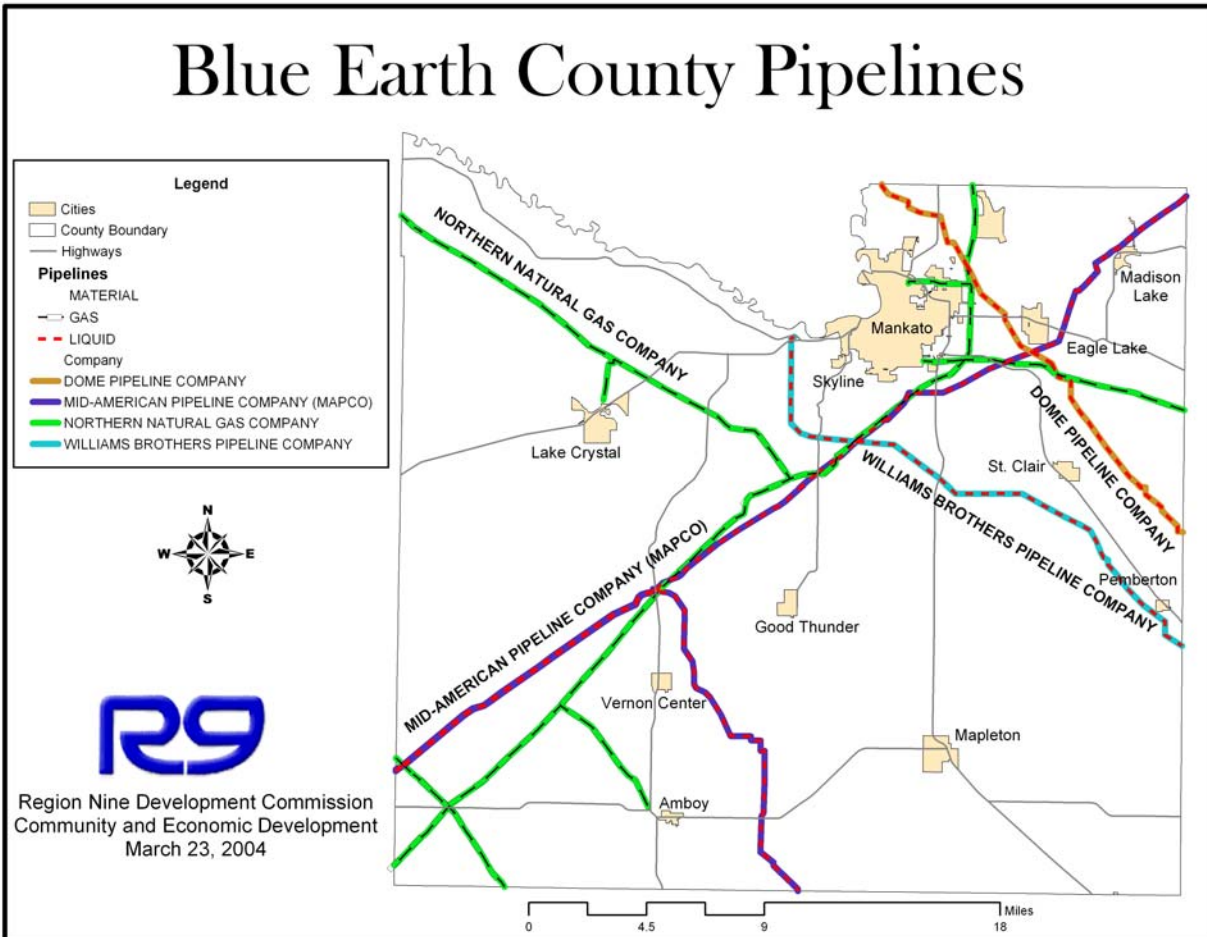 Blue Earth County Pipelines
Legend
Cities
County Boundary
Highways
Pipelines
MATERIAL
GAS
LIQUID
Company
DOME PIPELINE COMPANY
MID-AMERICAN PIPELINE COMPANY (MAPCO)
NORTHERN NATURAL GAS COMPANY
WILLIAMS BROTHERS PIPELINE COMPANY
N
W E
S
R9
Region Nine Development Commission
Community and Economic Development
March 23, 2004
NORTHERN NATURAL GAS COMPANY
Madison
Lake
Mankato
Eagle Lake
Skyline
Lake Crystal
DOME PIPELINE COMPANY
St. Clair
WILLIAMS BROTHERS PIPELINE COMPANY
MID-AMERICAN PIPELINE COMPANY (MAPCO)
Pemberton
Good Thunder
Vernon Center
Mapleton
Amboy
Miles
0 4.5 9 18